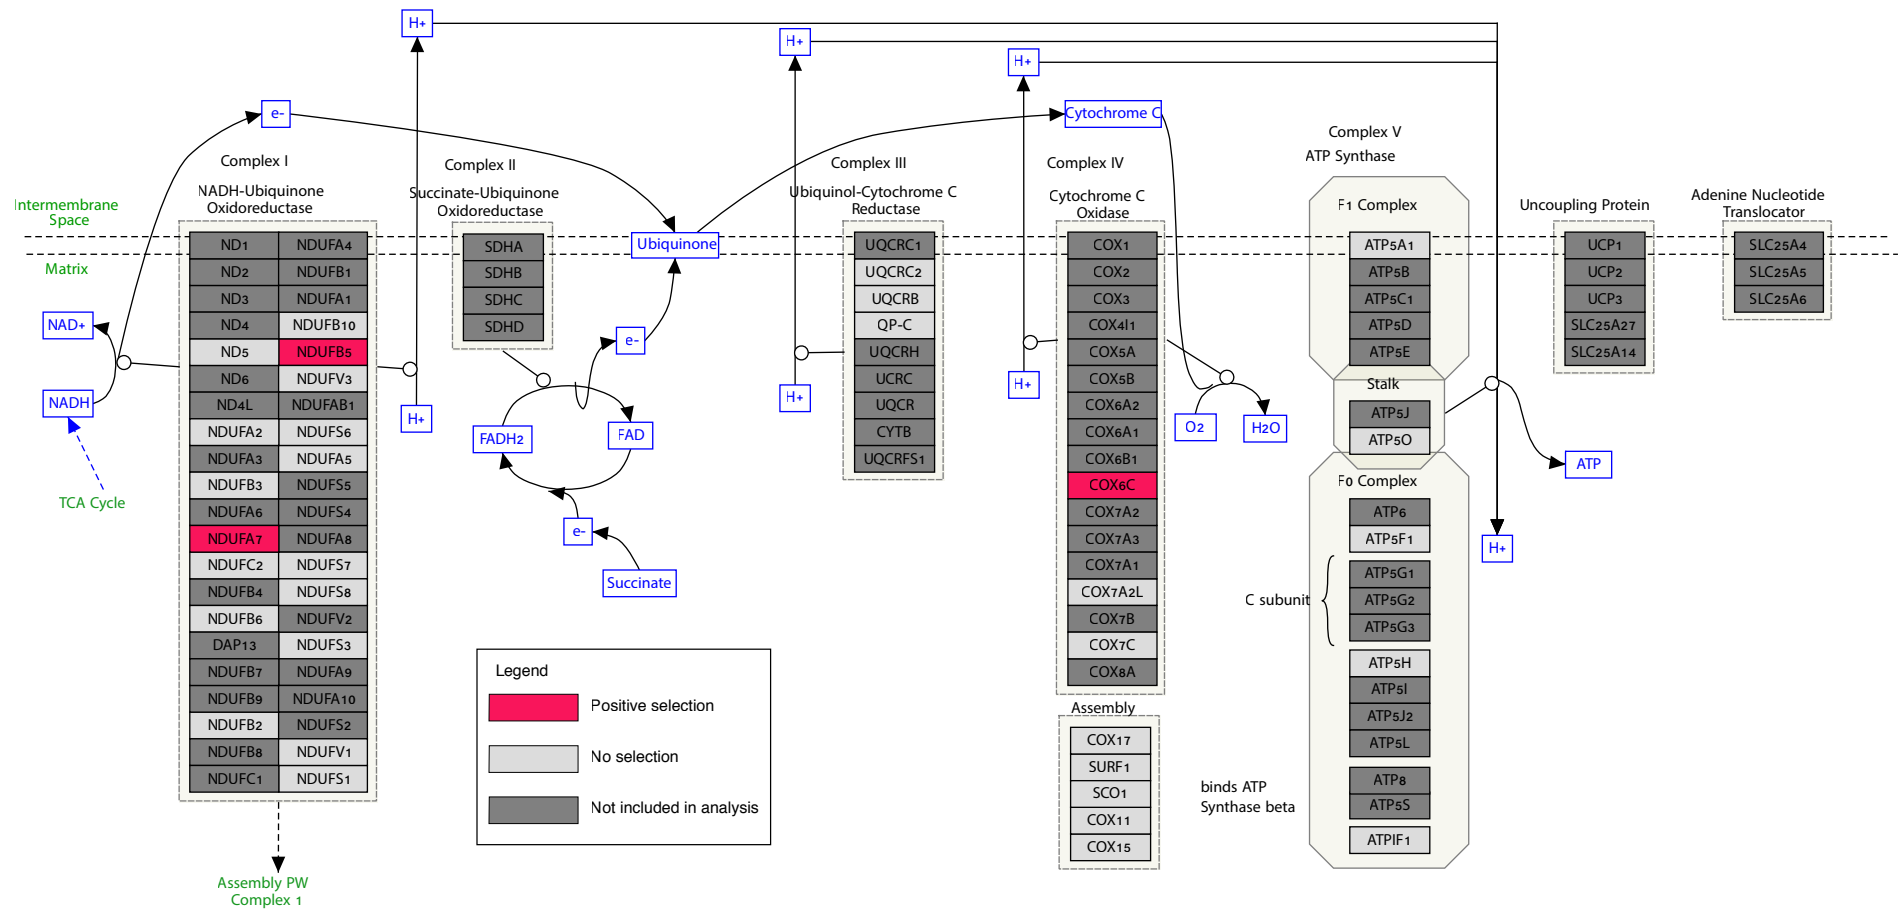 H+
H+
H+
e-
Cytochrome C
Complex I
NADH-Ubiquinone
Oxidoreductase
Complex II
Succinate-Ubiquinone
Oxidoreductase
Complex III
Ubiquinol-Cytochrome C
Reductase
Complex IV
Cytochrome C
Oxidase
Complex V
ATP Synthase
F1 Complex
Uncoupling Protein
Adenine Nucleotide
Translocator
Intermembrane
Space
Matrix
NAD+
NADH
TCA Cycle
ND1
ND2
ND3
ND4
ND5
ND6
ND4L
NDUFA2
NDUFA3
NDUFB3
NDUFA6
NDUFA7
NDUFC2
NDUFB4
NDUFB6
DAP13
NDUFB7
NDUFB9
NDUFB2
NDUFB8
NDUFC1
NDUFA4
NDUFB1
NDUFA1
NDUFB10
NDUFB5
NDUFV3
NDUFAB1
NDUFS6
NDUFA5
NDUFS5
NDUFS4
NDUFA8
NDUFS7
NDUFS8
NDUFV2
NDUFS3
NDUFA9
NDUFA10
NDUFS2
NDUFV1
NDUFS1
Assembly PW
Complex 1
H+
SDHA
SDHB
SDHC
SDHD
Ubiquinone
e-
FADH2
FAD
e-
Succinate
H+
UQCRC1
UQCRC2
UQCRB
QP-C
UQCRH
UCRC
UQCR
CYTB
UQCRFS1
H+
COX1
COX2
COX3
COX4I1
COX5A
COX5B
COX6A2
COX6A1
COX6B1
COX6C
COX7A2
COX7A3
COX7A1
COX7A2L
COX7B
COX7C
COX8A
Assembly
COX17
SURF1
SCO1
COX11
COX15
O2
H2O
ATP5A1
ATP5B
ATP5C1
ATP5D
ATP5E
Stalk
ATP5J
ATP5O
F0 Complex
ATP6
ATP5F1
C subunit
ATP5G1
ATP5G2
ATP5G3
ATP5H
ATP5I
ATP5J2
ATP5L
binds ATP
Synthase beta
ATP8
ATP5S
ATPIF1
ATP
H+
UCP1
UCP2
UCP3
SLC25A27
SLC25A14
SLC25A4
SLC25A5
SLC25A6
Legend
Positive selection
No selection
Not included in analysis